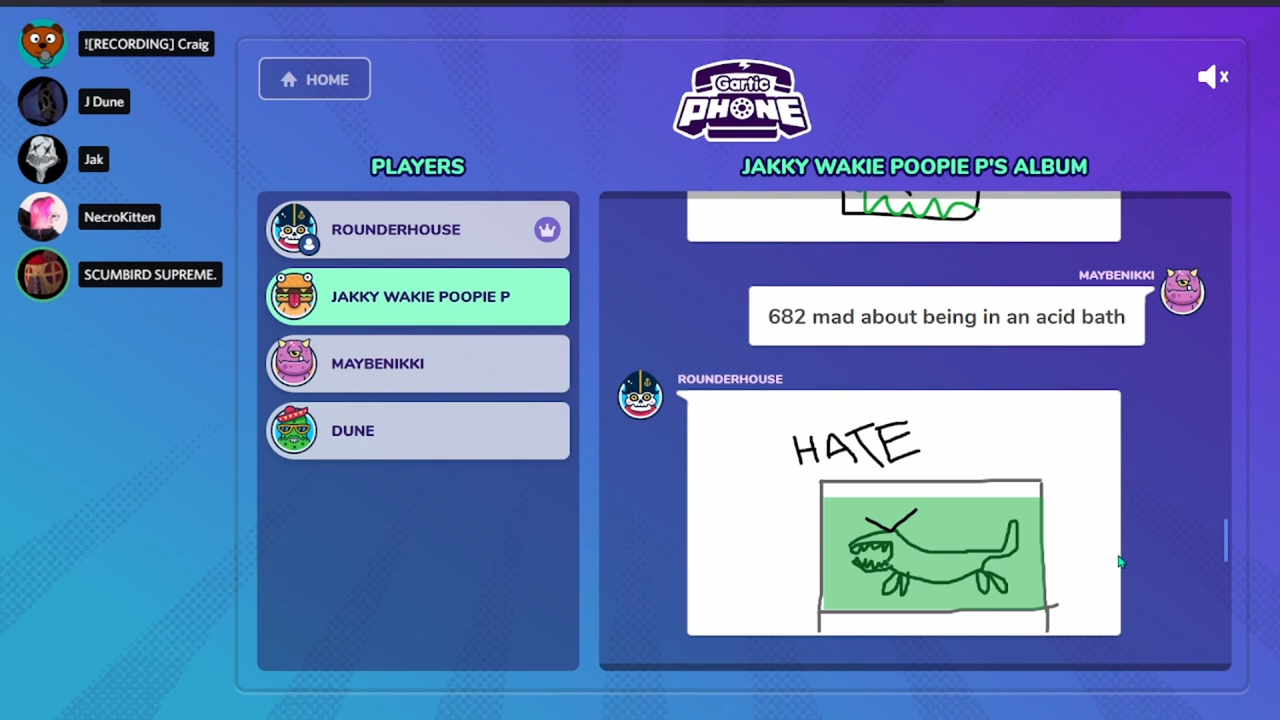 ![RECORDING] Craig
J Dune
Jak
NecroKitten
SCUMBIRD SUPREME.
HOME
Gartic
PHONE
PLAYERS
ROUNDERHOUSE
JAKKY WAKIE POOPIE P
MAYBENIKKI
DUNE
JAKKY WAKIE POOPIE P'S ALBUM
MAYBENIKKI
682 mad about being in an acid bath
ROUNDERHOUSE
HATE